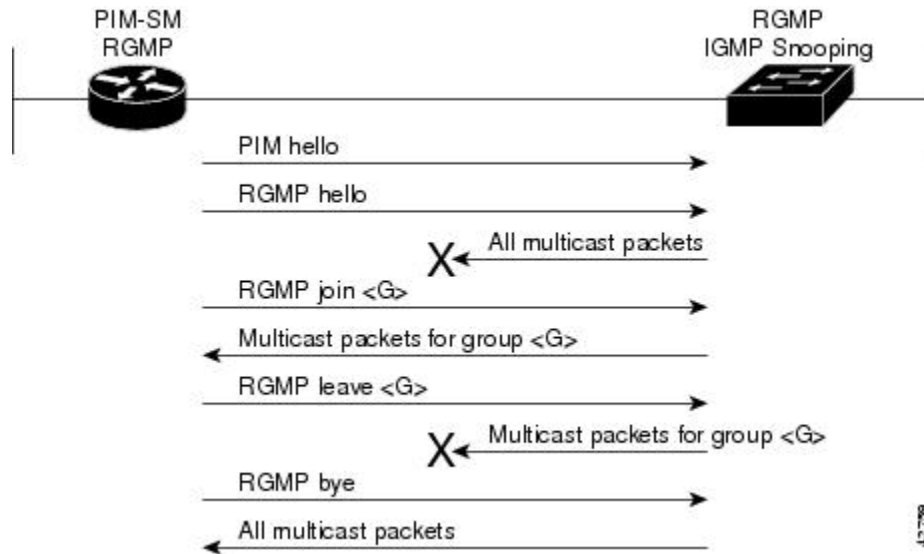 PIM-SM
RGMP
RGMP
IGMP Snooping
PIM hello
RGMP hello
All multicast packets
RGMP join <G>
Multicast packets for group <G>
RGMP leave <G>
Multicast packets for group <G>
RGMP bye
All multicast packets